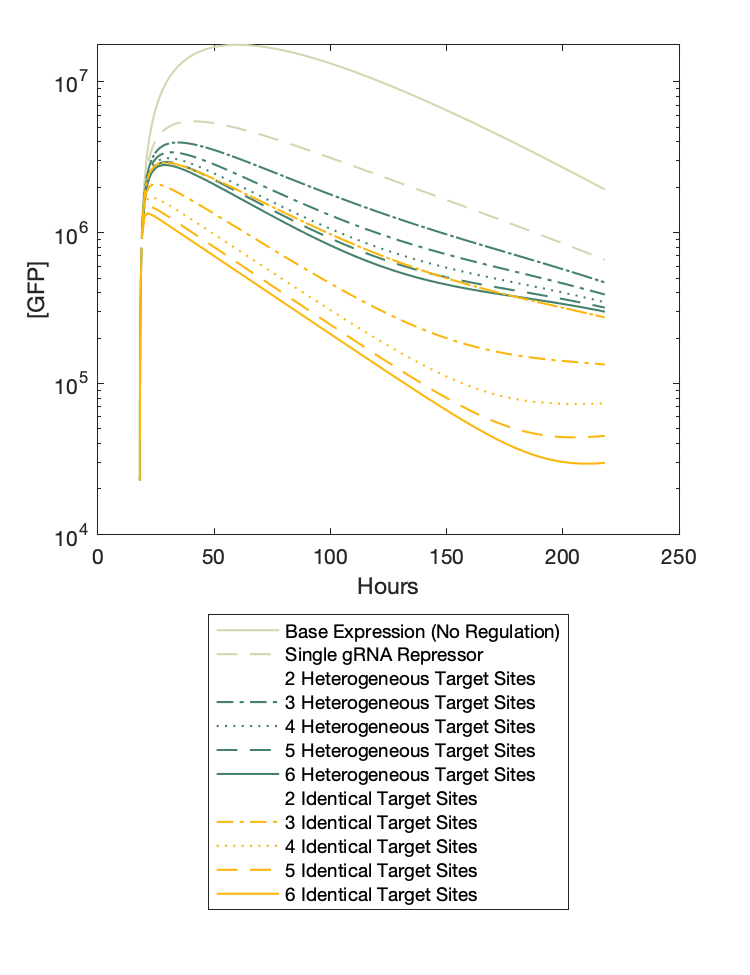 10^7
10^6
10^5
10^4
[GFP]
0 50 100 150 200 250
Hours
Base Expression (No Regulation)
Single gRNA Repressor
2 Heterogeneous Target Sites
3 Heterogeneous Target Sites
4 Heterogeneous Target Sites
5 Heterogeneous Target Sites
6 Heterogeneous Target Sites
2 Identical Target Sites
3 Identical Target Sites
4 Identical Target Sites
5 Identical Target Sites
6 Identical Target Sites